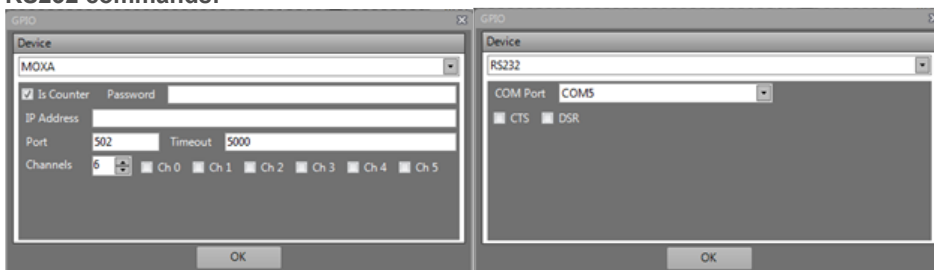 RS232 commands.
GPIO
Device
MOXA
Is Counter Password
IP Address
Port 502 Timeout 5000
Channels 6 Ch 0 Ch 1 Ch 2 Ch 3 Ch 4 Ch 5
OK
GPIO
Device
RS232
COM Port COM5
CTS DSR
OK